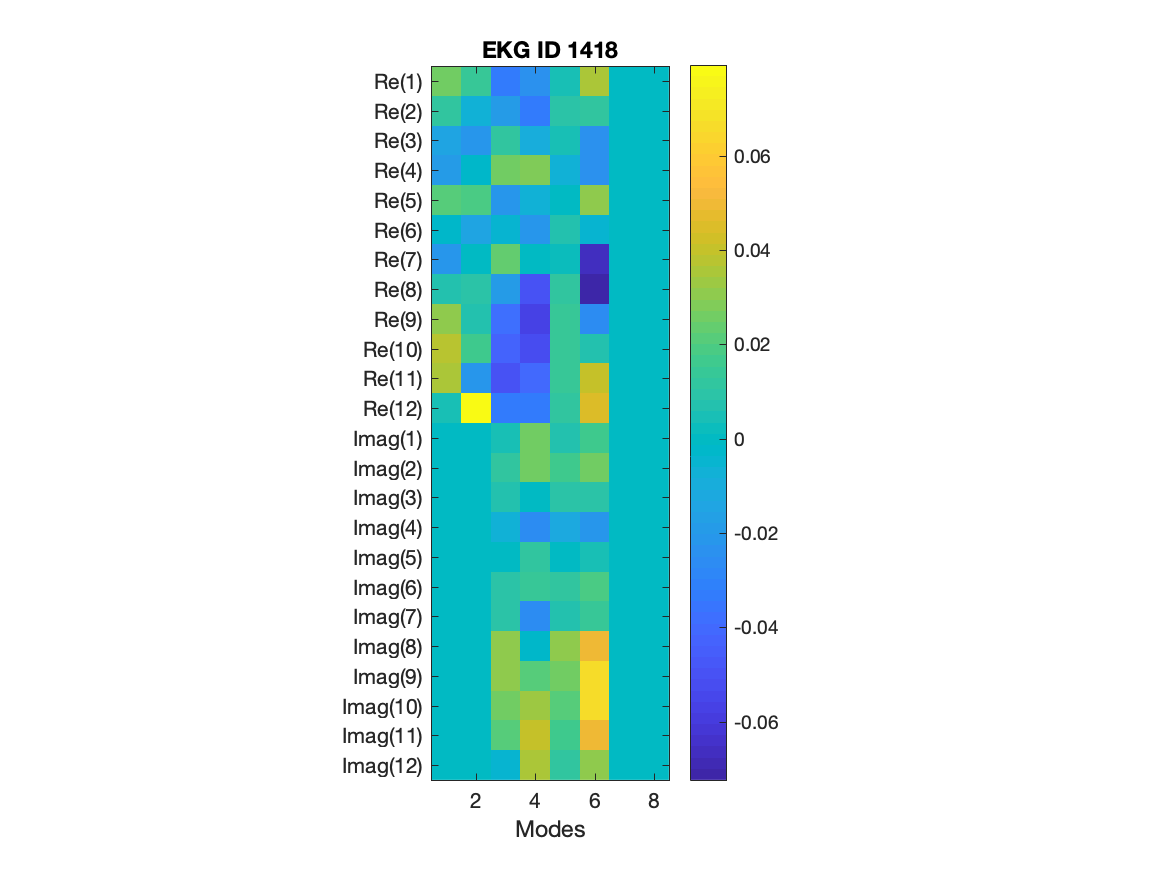 EKG ID 1418
Re(1)
Re(2)
Re(3)
Re(4)
Re(5)
Re(6)
Re(7)
Re(8)
Re(9)
Re(10)
Re(11)
Re(12)
Imag(1)
Imag(2)
Imag(3)
Imag(4)
Imag(5)
Imag(6)
Imag(7)
Imag(8)
Imag(9)
Imag(10)
Imag(11)
Imag(12)
2 4 6 8
Modes
0.06
0.04
0.02
0
-0.02
-0.04
-0.06